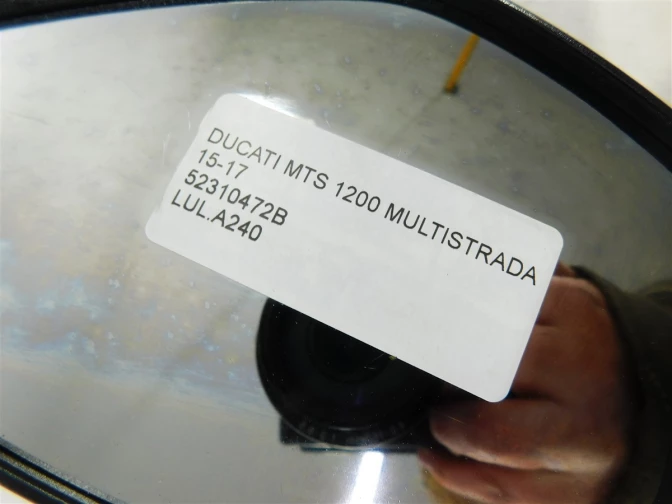 DUCATI MTS 1200 MULTISTRADA
15-17
52310472B
LUL.A240